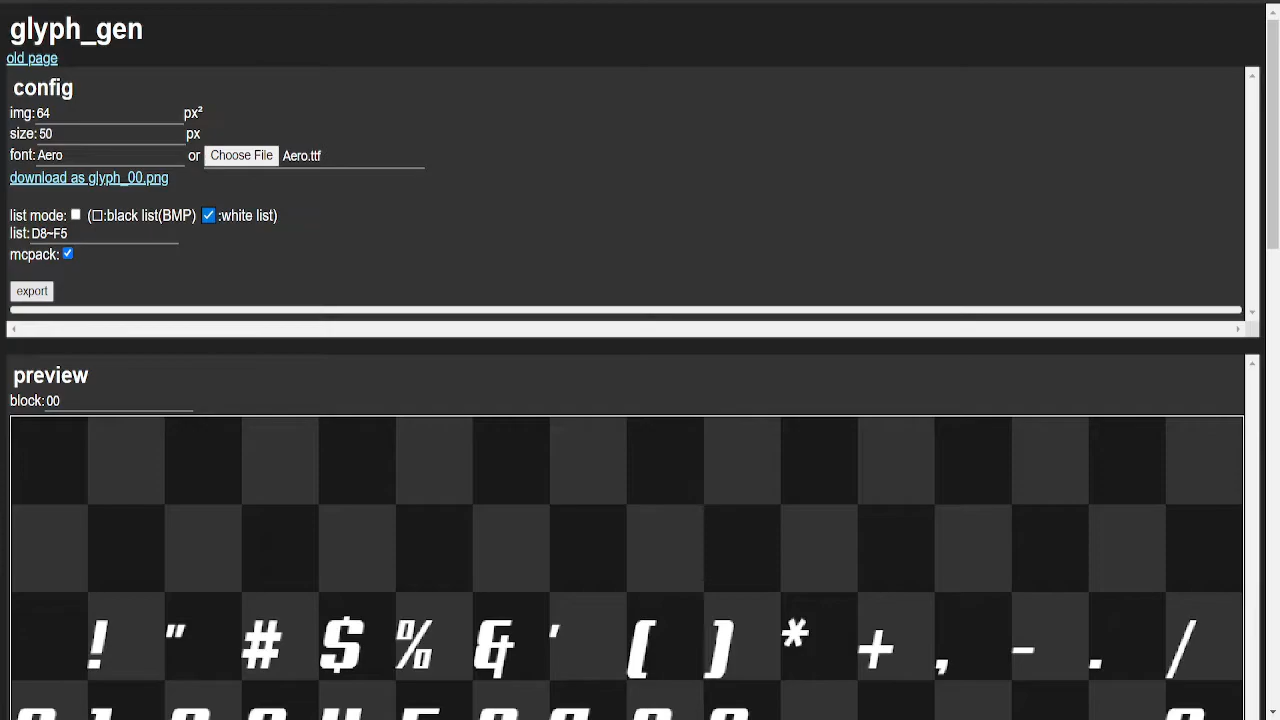 glyph_gen
old page
config
img:64 px²
size:50 px
font:Aero or Choose File Aero.ttf
download as glyph_00.png
list mode: (☐:black list(BMP) ☑:white list)
list:D8~F5
mcpack:
export
preview
block:00
! " # $ % & ' ( ) * + , - . /